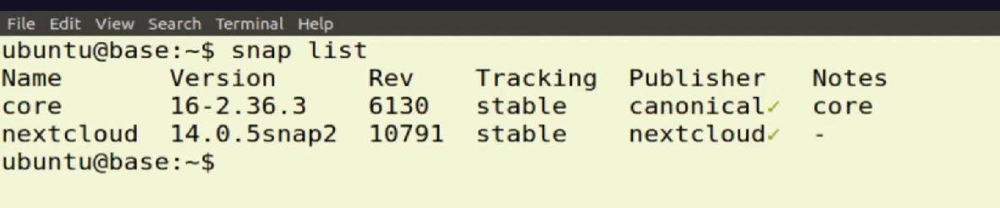 File Edit View Search Terminal Help
ubuntu@base:~$ snap list
Name Version Rev Tracking Publisher Notes
core 16-2.36.3 6130 stable canonical✓ core
nextcloud 14.0.5snap2 10791 stable nextcloud✓ -
ubuntu@base:~$